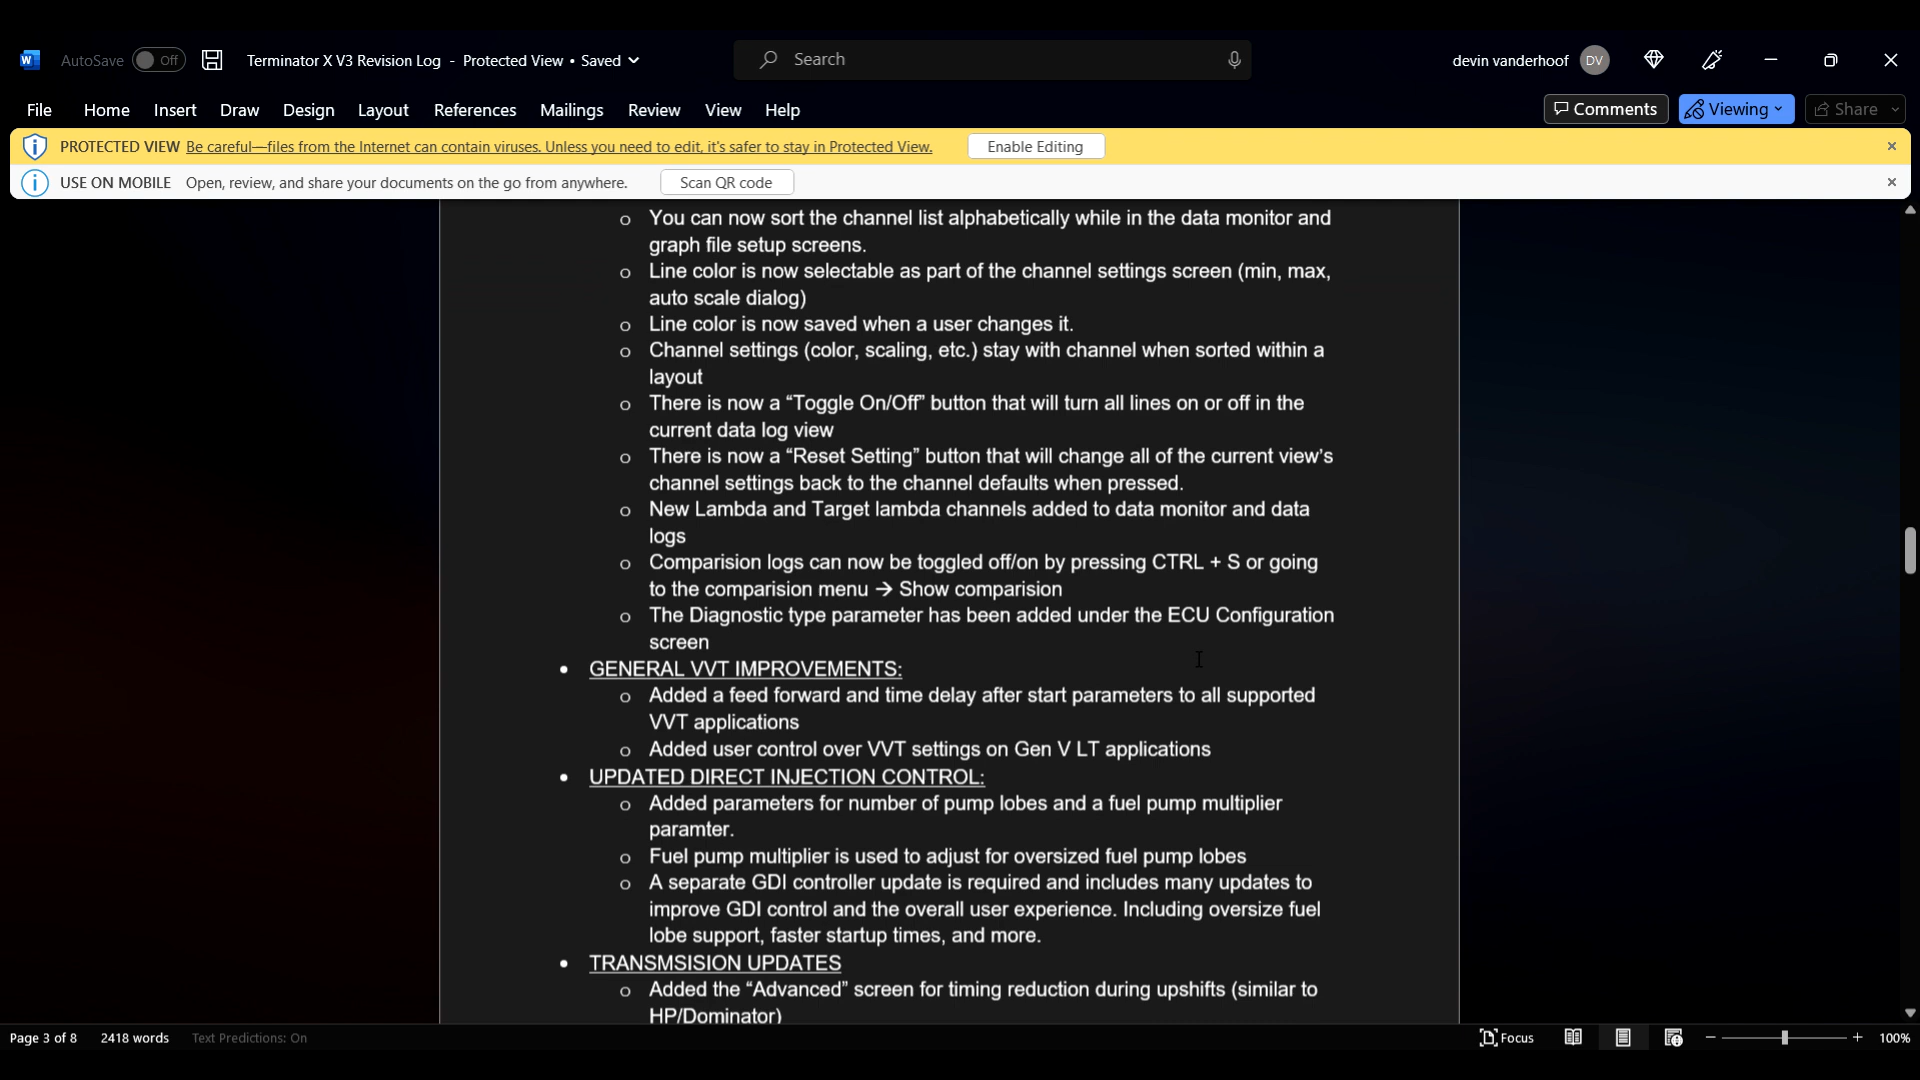 W AutoSave Off Terminator X V3 Revision Log - Protected View • Saved Search devin vanderhoof DV
File Home Insert Draw Design Layout References Mailings Review View Help Comments Viewing Share
PROTECTED VIEW Be careful—files from the Internet can contain viruses. Unless you need to edit, it's safer to stay in Protected View. Enable Editing
USE ON MOBILE Open, review, and share your documents on the go from anywhere. Scan QR code
o You can now sort the channel list alphabetically while in the data monitor and
graph file setup screens.
o Line color is now selectable as part of the channel settings screen (min, max,
auto scale dialog)
o Line color is now saved when a user changes it.
o Channel settings (color, scaling, etc.) stay with channel when sorted within a
layout
o There is now a “Toggle On/Off” button that will turn all lines on or off in the
current data log view
o There is now a “Reset Setting” button that will change all of the current view’s
channel settings back to the channel defaults when pressed.
o New Lambda and Target lambda channels added to data monitor and data
logs
o Comparision logs can now be toggled off/on by pressing CTRL + S or going
to the comparision menu → Show comparision
o The Diagnostic type parameter has been added under the ECU Configuration
screen
• GENERAL VVT IMPROVEMENTS:
o Added a feed forward and time delay after start parameters to all supported
VVT applications
o Added user control over VVT settings on Gen V LT applications
• UPDATED DIRECT INJECTION CONTROL:
o Added parameters for number of pump lobes and a fuel pump multiplier
paramter.
o Fuel pump multiplier is used to adjust for oversized fuel pump lobes
o A separate GDI controller update is required and includes many updates to
improve GDI control and the overall user experience. Including oversize fuel
lobe support, faster startup times, and more.
• TRANSMSISION UPDATES
o Added the “Advanced” screen for timing reduction during upshifts (similar to
HP/Dominator)
Page 3 of 8 2418 words Text Predictions: On Focus 100%